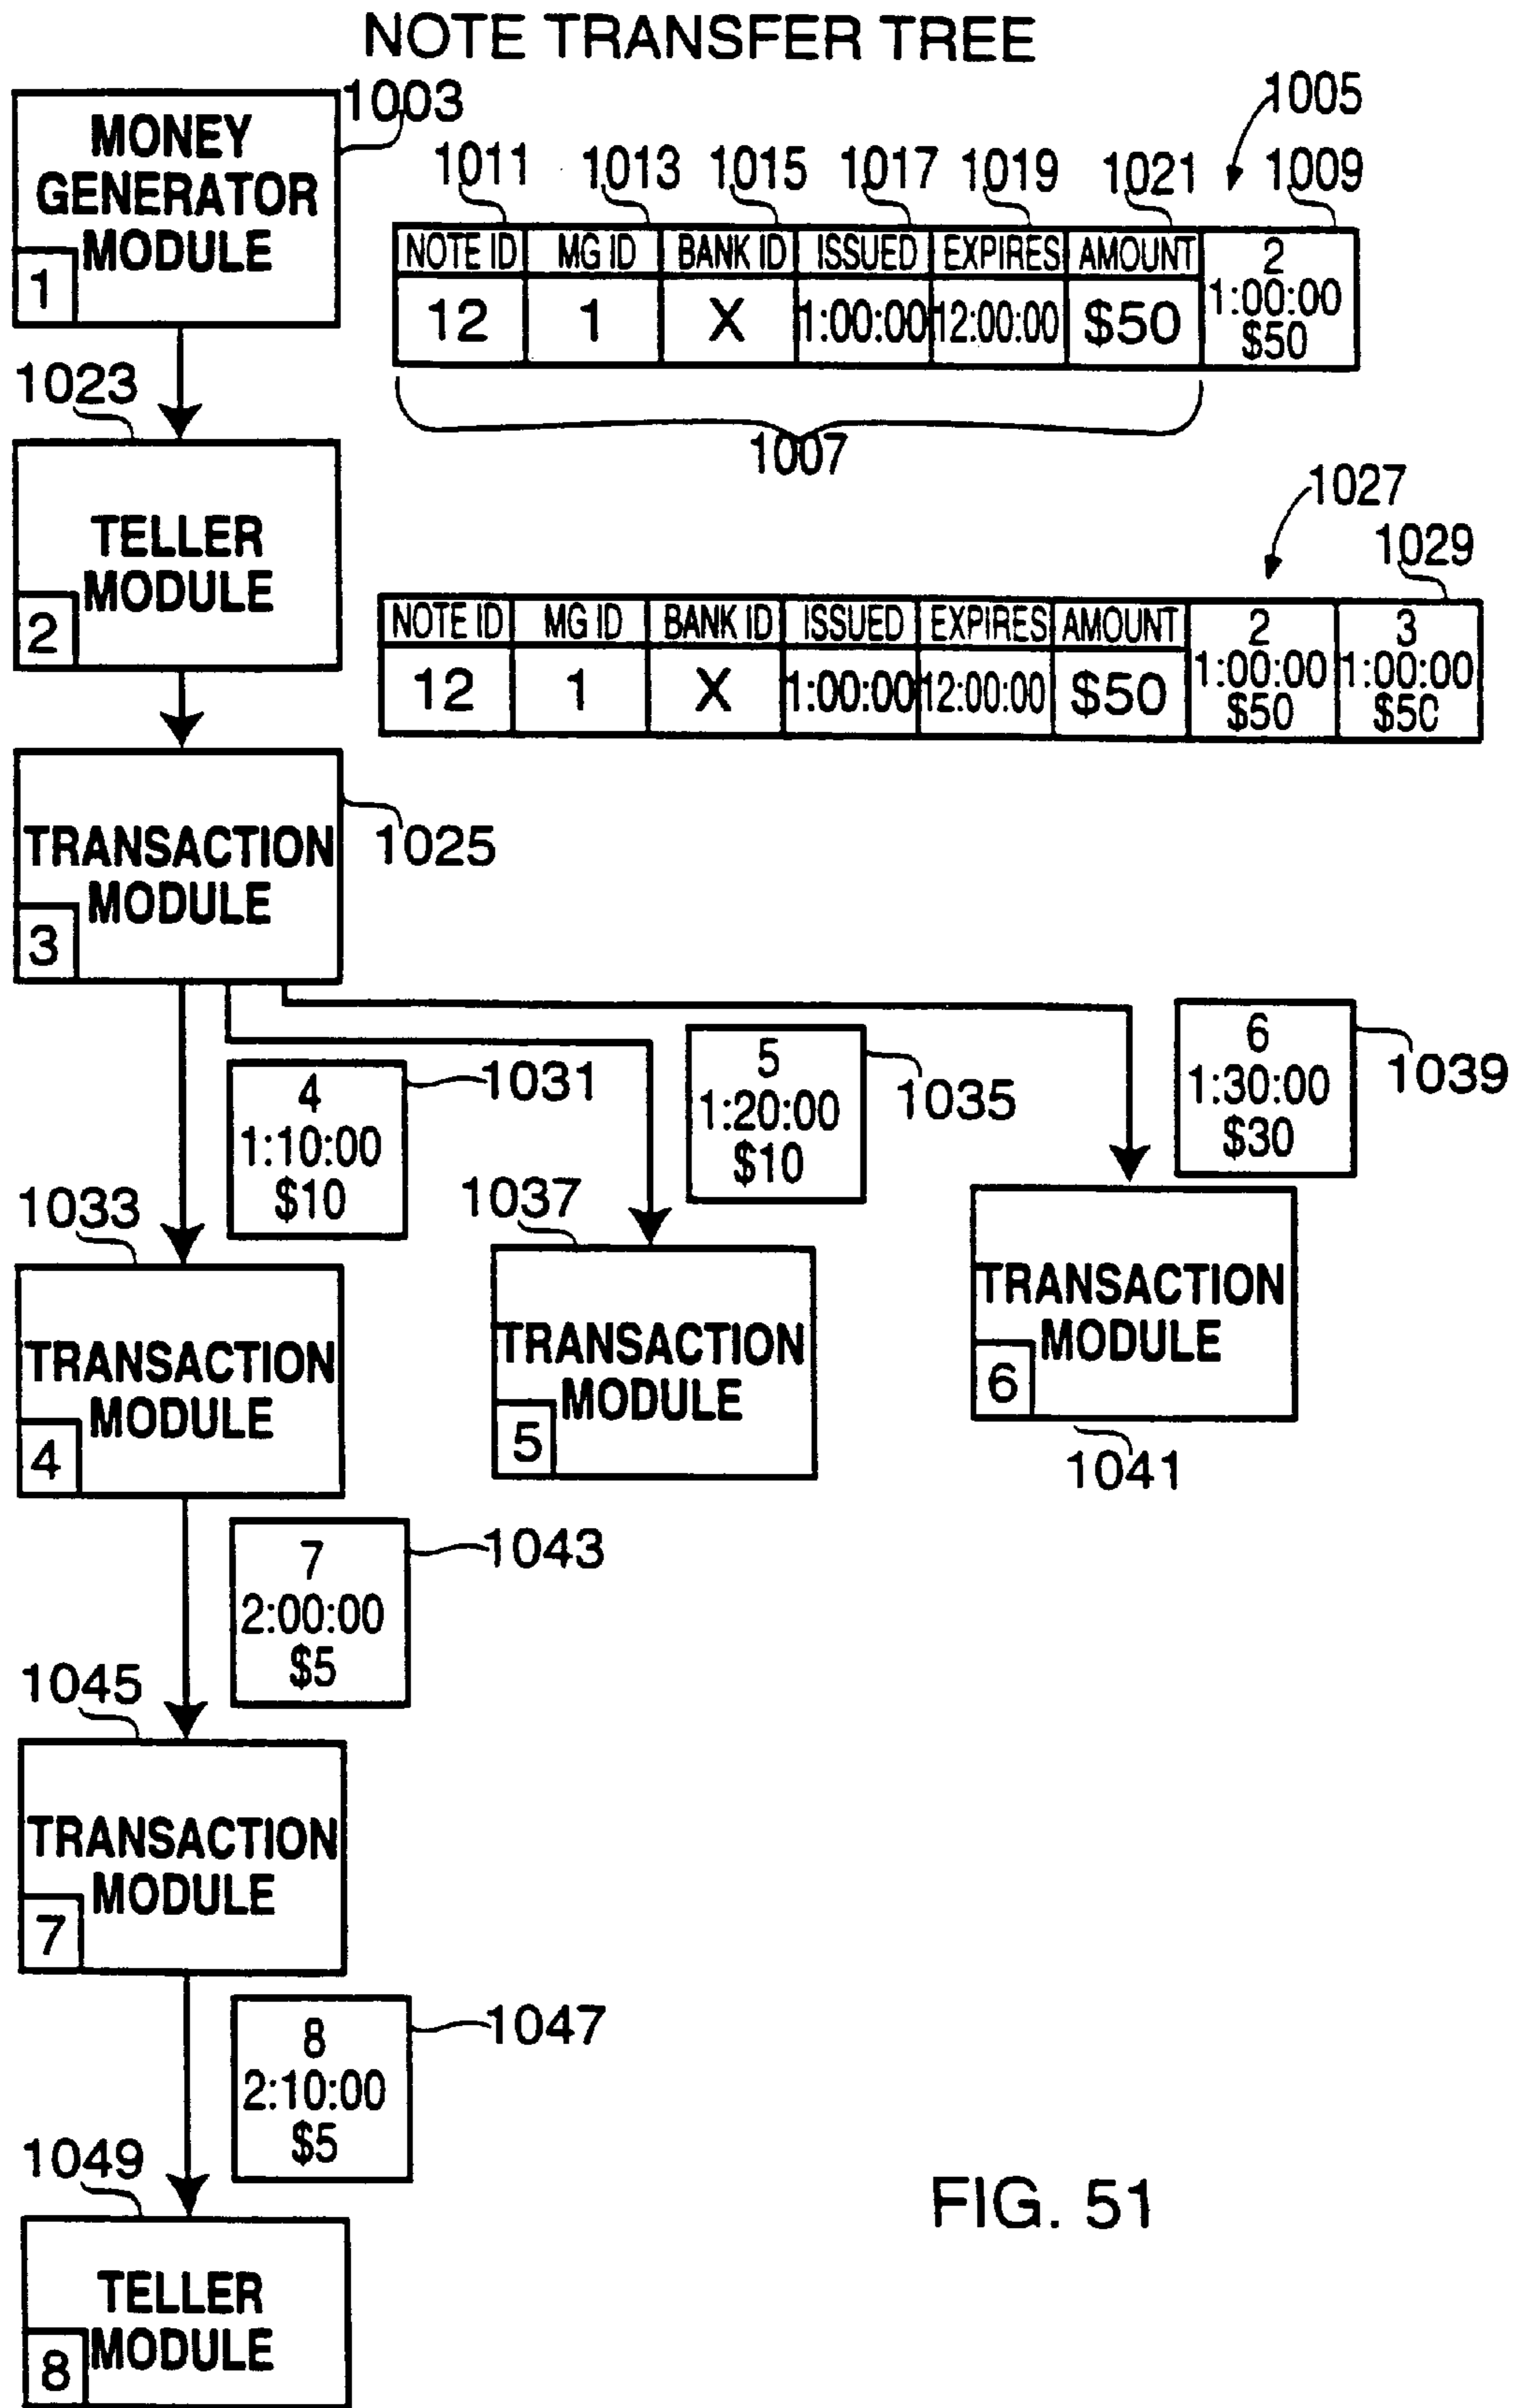 NOTE TRANSFER TREE
1003
MONEY
GENERATOR
MODULE
1
1005
1011 1013 1015 1017 1019 1021 1009
NOTE ID MG ID BANK ID ISSUED EXPIRES AMOUNT 2
12 1 X 1:00:00 12:00:00 $50 1:00:00
$50
1007
1023
TELLER
MODULE
2
1027
1029
NOTE ID MG ID BANK ID ISSUED EXPIRES AMOUNT 2 3
12 1 X 1:00:00 12:00:00 $50 1:00:00 1:00:00
$50 $50
TRANSACTION
MODULE
3
1025
4
1:10:00
$10
1031
5
1:20:00
$10
1035
6
1:30:00
$30
1039
1033
TRANSACTION
MODULE
4
1037
TRANSACTION
MODULE
5
TRANSACTION
MODULE
6
1041
7
2:00:00
$5
1043
1045
TRANSACTION
MODULE
7
8
2:10:00
$5
1047
1049
TELLER
MODULE
8
FIG. 51